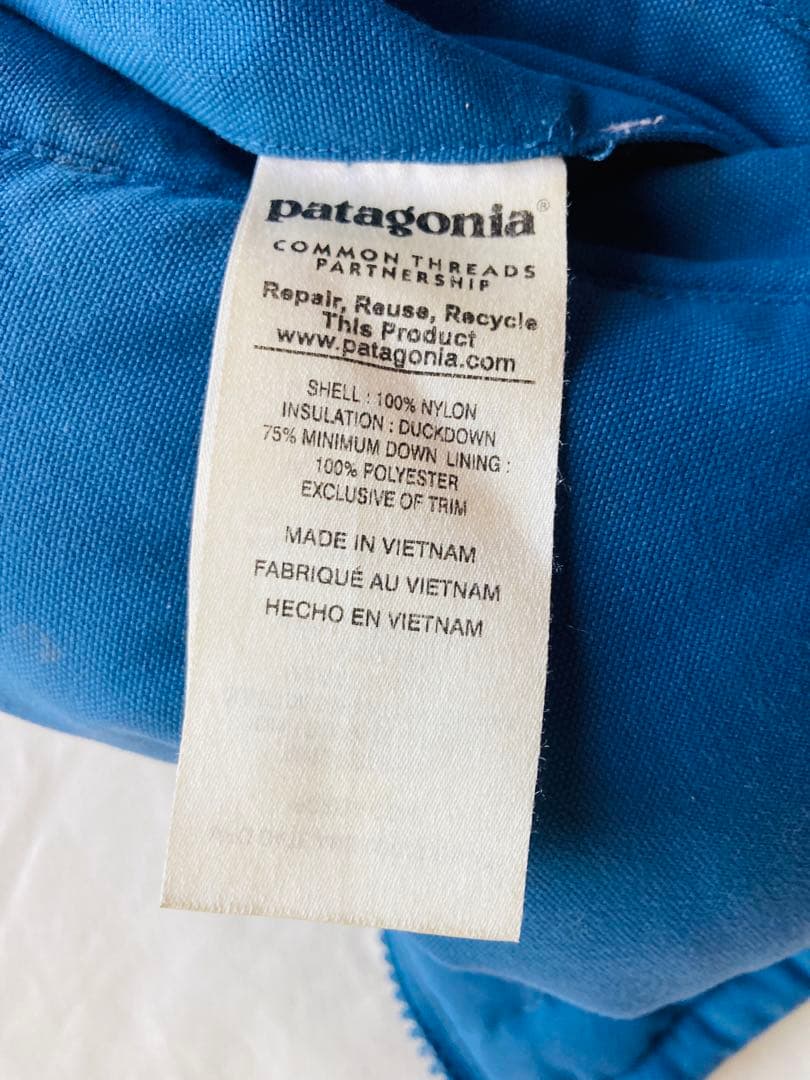 patagonia®
COMMON THREADS
PARTNERSHIP
Repair, Reuse, Recycle
This Product
www.patagonia.com
SHELL : 100% NYLON
INSULATION : DUCKDOWN
75% MINIMUM DOWN LINING :
100% POLYESTER
EXCLUSIVE OF TRIM
MADE IN VIETNAM
FABRIQUÉ AU VIETNAM
HECHO EN VIETNAM